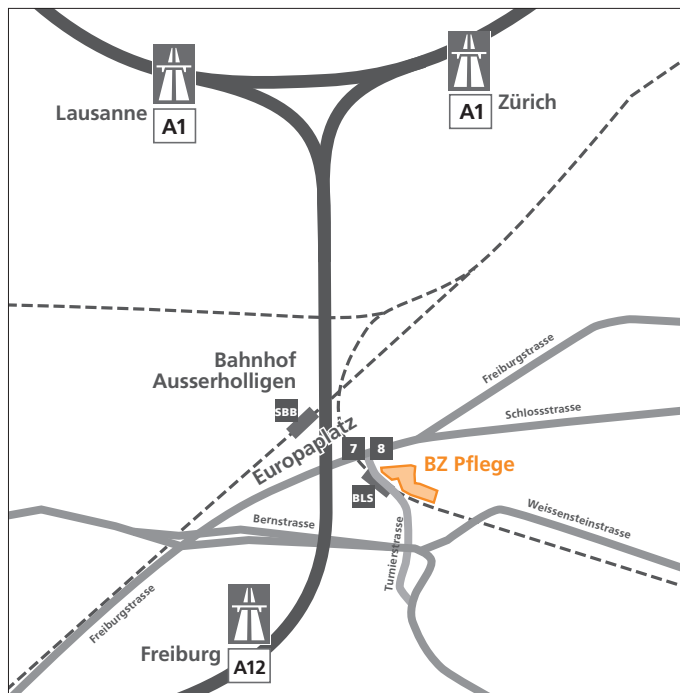 Lausanne
A1
A1
Zürich
Bahnhof
Ausserholligen
SBB
Europaplatz
7
8
BLS
BZ Pflege
Freiburgstrasse
Schlossstrasse
Weissensteinstrasse
Bernstrasse
Turnierstrasse
Freiburgstrasse
Freiburg
A12